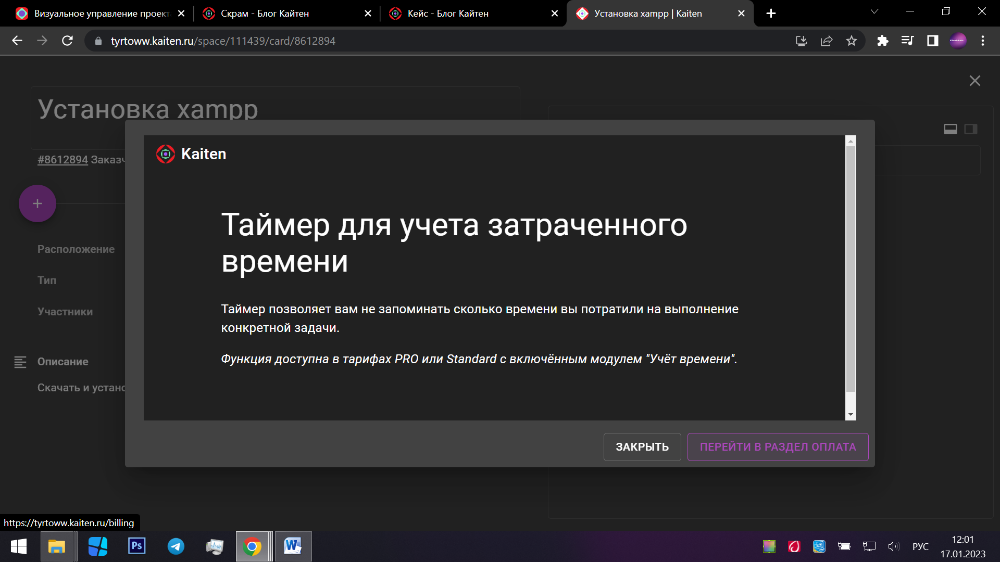 Визуальное управление проект
Скрам - Блог Кайтен
Кейс - Блог Кайтен
Установка xampp | Kaiten
tyrtoww.kaiten.ru/space/111439/card/8612894
Установка xampp
#8612894 Заказч
Расположение
Тип
Участники
Описание
Скачать и устано
Kaiten
Таймер для учета затраченного
времени
Таймер позволяет вам не запоминать сколько времени вы потратили на выполнение
конкретной задачи.
Функция доступна в тарифах PRO или Standard с включённым модулем "Учёт времени".
ЗАКРЫТЬ
ПЕРЕЙТИ В РАЗДЕЛ ОПЛАТА
https://tyrtoww.kaiten.ru/billing
Ps
W
РУС
12:01
17.01.2023